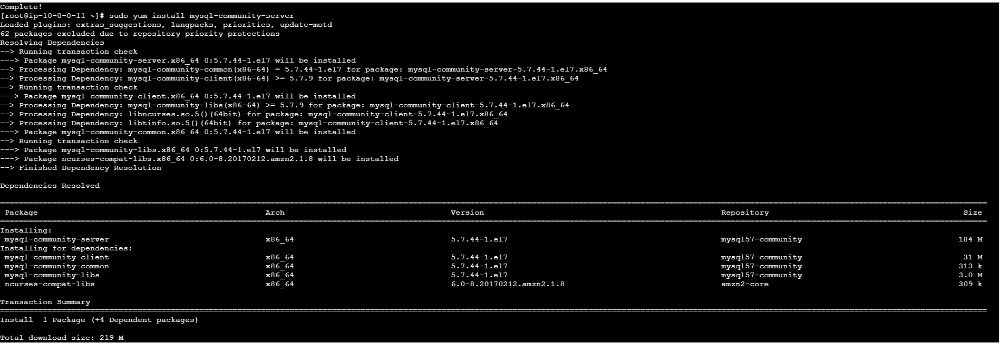 Complete!
[root@ip-10-0-0-11 ~]# sudo yum install mysql-community-server
Loaded plugins: extras_suggestions, langpacks, priorities, update-motd
62 packages excluded due to repository priority protections
Resolving Dependencies
--> Running transaction check
---> Package mysql-community-server.x86_64 0:5.7.44-1.el7 will be installed
--> Processing Dependency: mysql-community-common(x86-64) = 5.7.44-1.el7 for package: mysql-community-server-5.7.44-1.el7.x86_64
--> Processing Dependency: mysql-community-client(x86-64) >= 5.7.9 for package: mysql-community-server-5.7.44-1.el7.x86_64
--> Running transaction check
---> Package mysql-community-client.x86_64 0:5.7.44-1.el7 will be installed
--> Processing Dependency: mysql-community-libs(x86-64) >= 5.7.9 for package: mysql-community-client-5.7.44-1.el7.x86_64
--> Processing Dependency: libncurses.so.5()(64bit) for package: mysql-community-client-5.7.44-1.el7.x86_64
--> Processing Dependency: libtinfo.so.5()(64bit) for package: mysql-community-client-5.7.44-1.el7.x86_64
---> Package mysql-community-common.x86_64 0:5.7.44-1.el7 will be installed
--> Running transaction check
---> Package mysql-community-libs.x86_64 0:5.7.44-1.el7 will be installed
---> Package ncurses-compat-libs.x86_64 0:6.0-8.20170212.amzn2.1.8 will be installed
--> Finished Dependency Resolution
Dependencies Resolved
Package Arch Version Repository Size
Installing:
mysql-community-server x86_64 5.7.44-1.el7 mysql57-community 184 M
Installing for dependencies:
mysql-community-client x86_64 5.7.44-1.el7 mysql57-community 31 M
mysql-community-common x86_64 5.7.44-1.el7 mysql57-community 313 k
mysql-community-libs x86_64 5.7.44-1.el7 mysql57-community 3.0 M
ncurses-compat-libs x86_64 6.0-8.20170212.amzn2.1.8 amzn2-core 309 k
Transaction Summary
Install 1 Package (+4 Dependent packages)
Total download size: 219 M